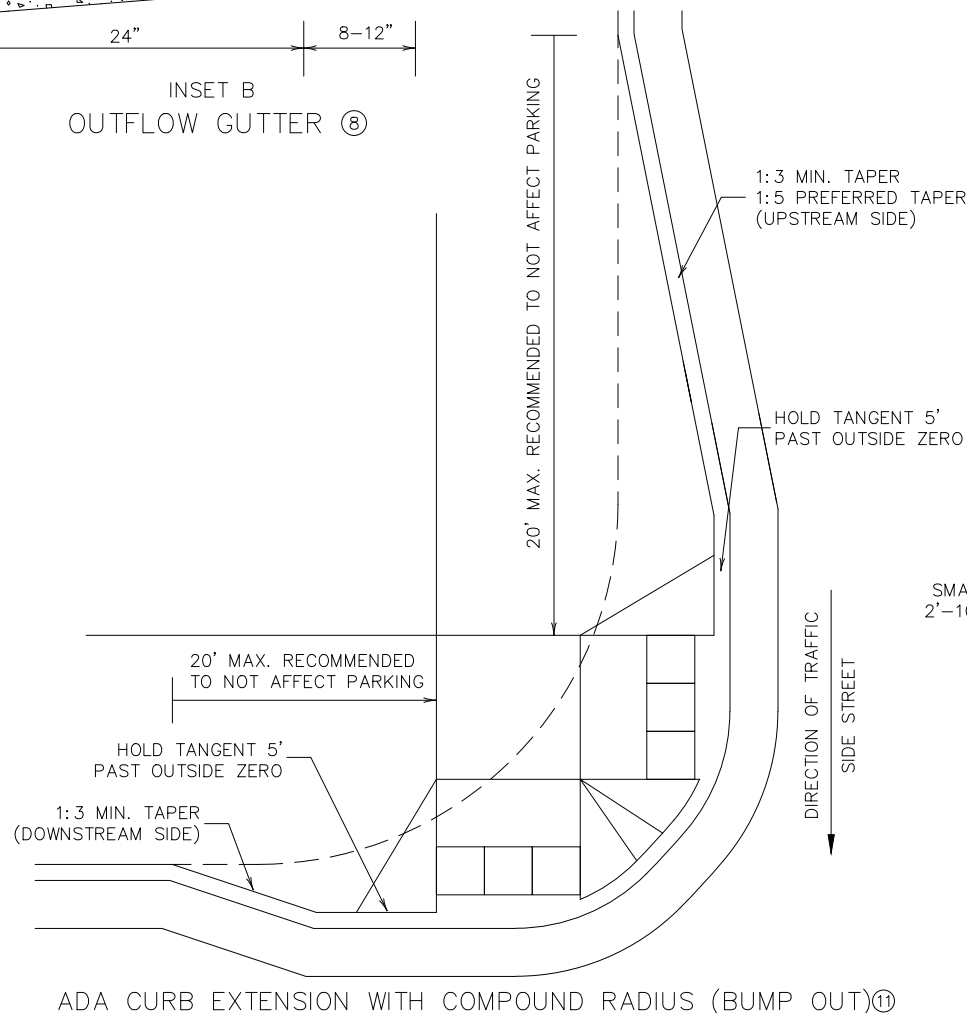 24"
8–12"
INSET B
OUTFLOW GUTTER ⑧
20' MAX. RECOMMENDED TO NOT AFFECT PARKING
1:3 MIN. TAPER
1:5 PREFERRED TAPER
(UPSTREAM SIDE)
HOLD TANGENT 5'
PAST OUTSIDE ZERO
SMA
2'–10
DIRECTION OF TRAFFIC
SIDE STREET
20' MAX. RECOMMENDED
TO NOT AFFECT PARKING
HOLD TANGENT 5'
PAST OUTSIDE ZERO
1:3 MIN. TAPER
(DOWNSTREAM SIDE)
ADA CURB EXTENSION WITH COMPOUND RADIUS (BUMP OUT)⑪